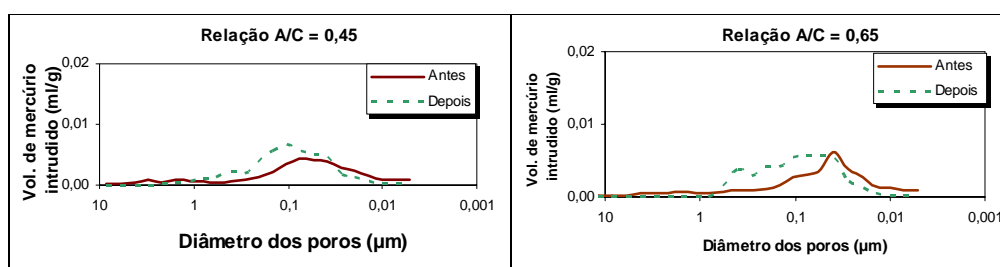 Relação A/C = 0,45
Vol. de mercúrio
intrudido (ml/g)
0,02
0,01
0,00
Antes
Depois
10
1
0,1
0,01
0,001
Diâmetro dos poros (µm)
Relação A/C = 0,65
Vol. de mercúrio
intrudido (ml/g)
0,02
0,01
0,00
Antes
Depois
10
1
0,1
0,01
0,001
Diâmetro dos poros (µm)